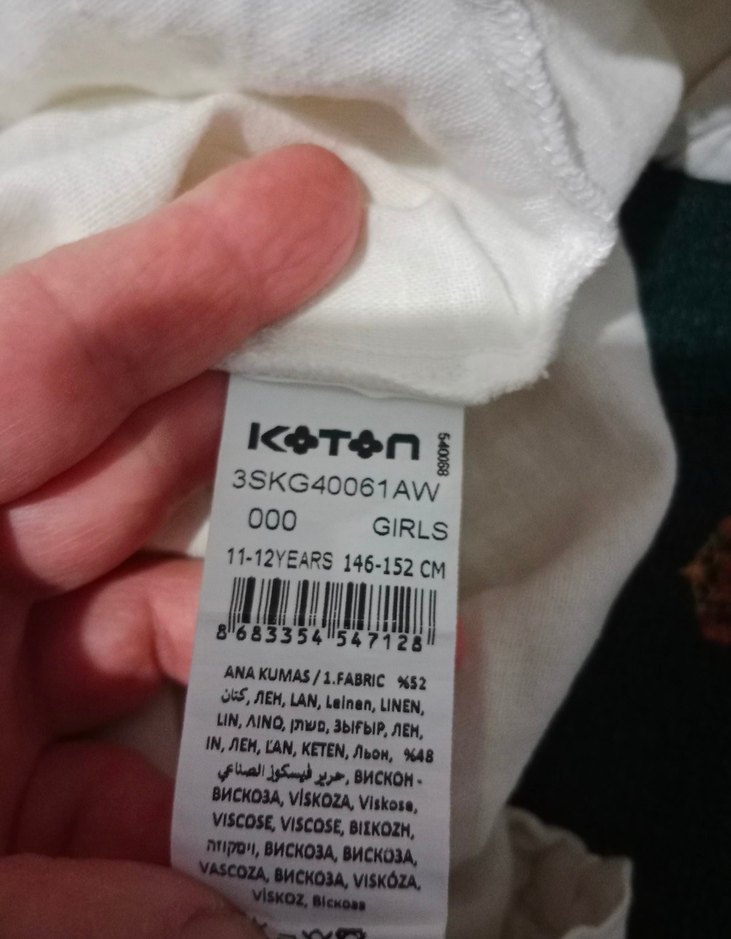 KOTON
540068
3SKG40061AW
000 GIRLS
11-12YEARS 146-152 CM
8 683354 547128
ANA KUMAS / 1.FABRIC %52
كتان, ЛЕН, LAN, Leinen, LINEN,
LIN, ΛΙΝΟ, פשתן, ЗЫҒЫР, ЛЕН,
IN, ЛЕН, ĽAN, KETEN, Льон, %48
حرير فيسكوز الصناعي, ВИСКОН -
ВИСКОЗА, VİSKOZA, Viskose,
VISCOSE, VISCOSE, ΒΙΣΚΟΖΗ,
ויסקוזה, ВИСКОЗА, ВИСКОЗА,
VASCOZA, ВИСКОЗА, VISKÓZA,
VİSKOZ, Віскоза